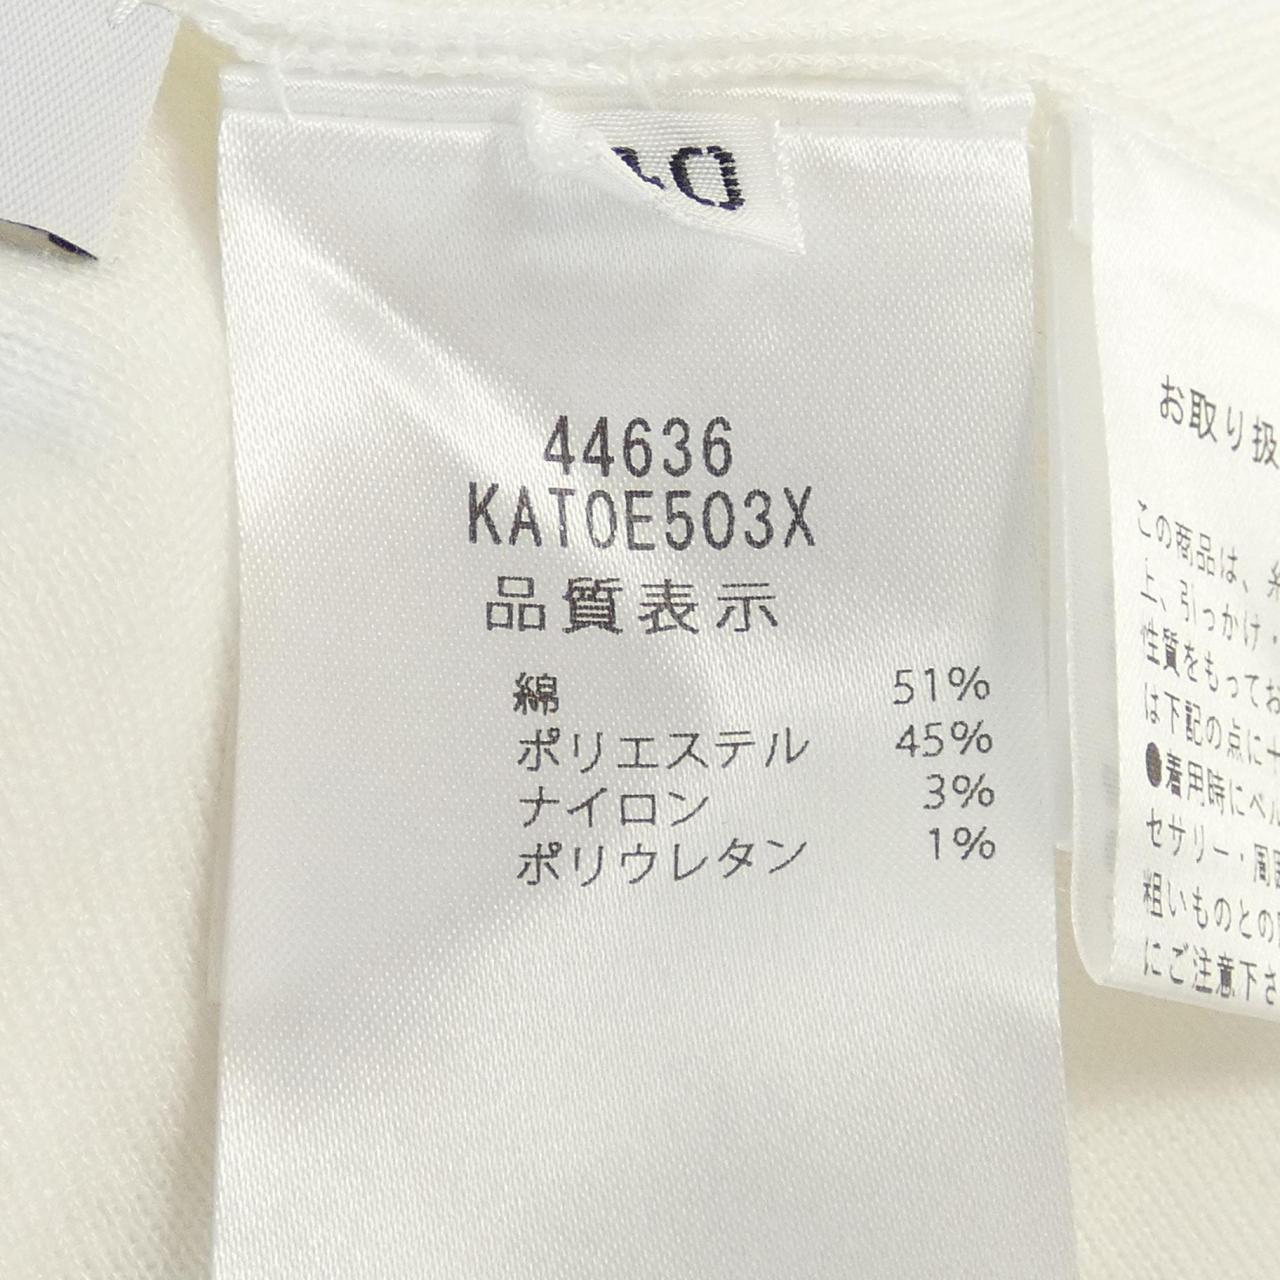 44636
KATOE503X
品質表示
綿 51%
ポリエステル 45%
ナイロン 3%
ポリウレタン 1%
お取り扱
この商品は、
上、引っかけ・
性質をもってお
は下記の点に十
●着用時にベル
セサリー・周囲
粗いものとの
にご注意下さ